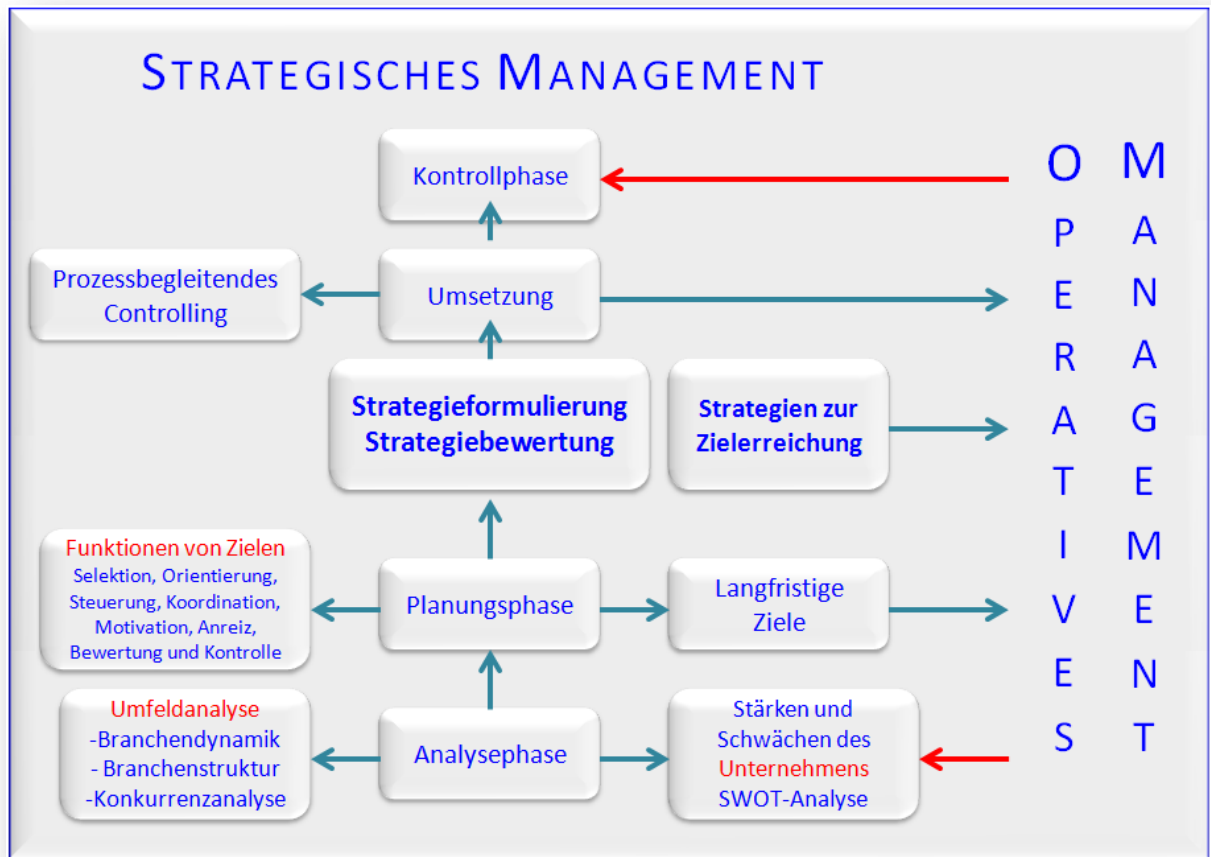 STRATEGISCHES MANAGEMENT
Kontrollphase
Prozessbegleitendes
Controlling
Umsetzung
Strategieformulierung
Strategiebewertung
Strategien zur
Zielerreichung
Funktionen von Zielen
Selektion, Orientierung,
Steuerung, Koordination,
Motivation, Anreiz,
Bewertung und Kontrolle
Planungsphase
Langfristige
Ziele
Umfeldanalyse
-Branchendynamik
- Branchenstruktur
-Konkurrenzanalyse
Analysephase
Stärken und
Schwächen des
Unternehmens
SWOT-Analyse
OPERATIVES
MANAGEMENT